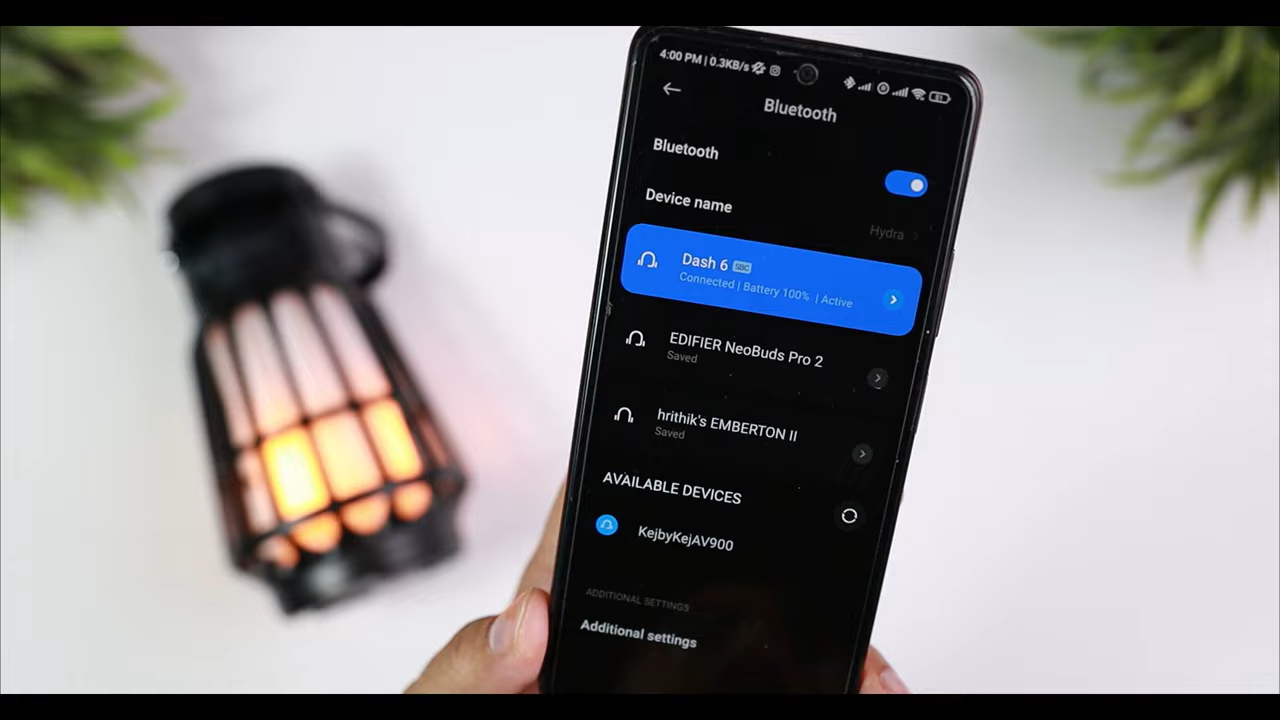 4:00 PM | 0.3KB/s
Bluetooth
Bluetooth
Device name
Hydra
Dash 6 SBC
Connected | Battery 100% | Active
EDIFIER NeoBuds Pro 2
Saved
hrithik's EMBERTON II
Saved
AVAILABLE DEVICES
KejbyKejAV900
ADDITIONAL SETTINGS
Additional settings